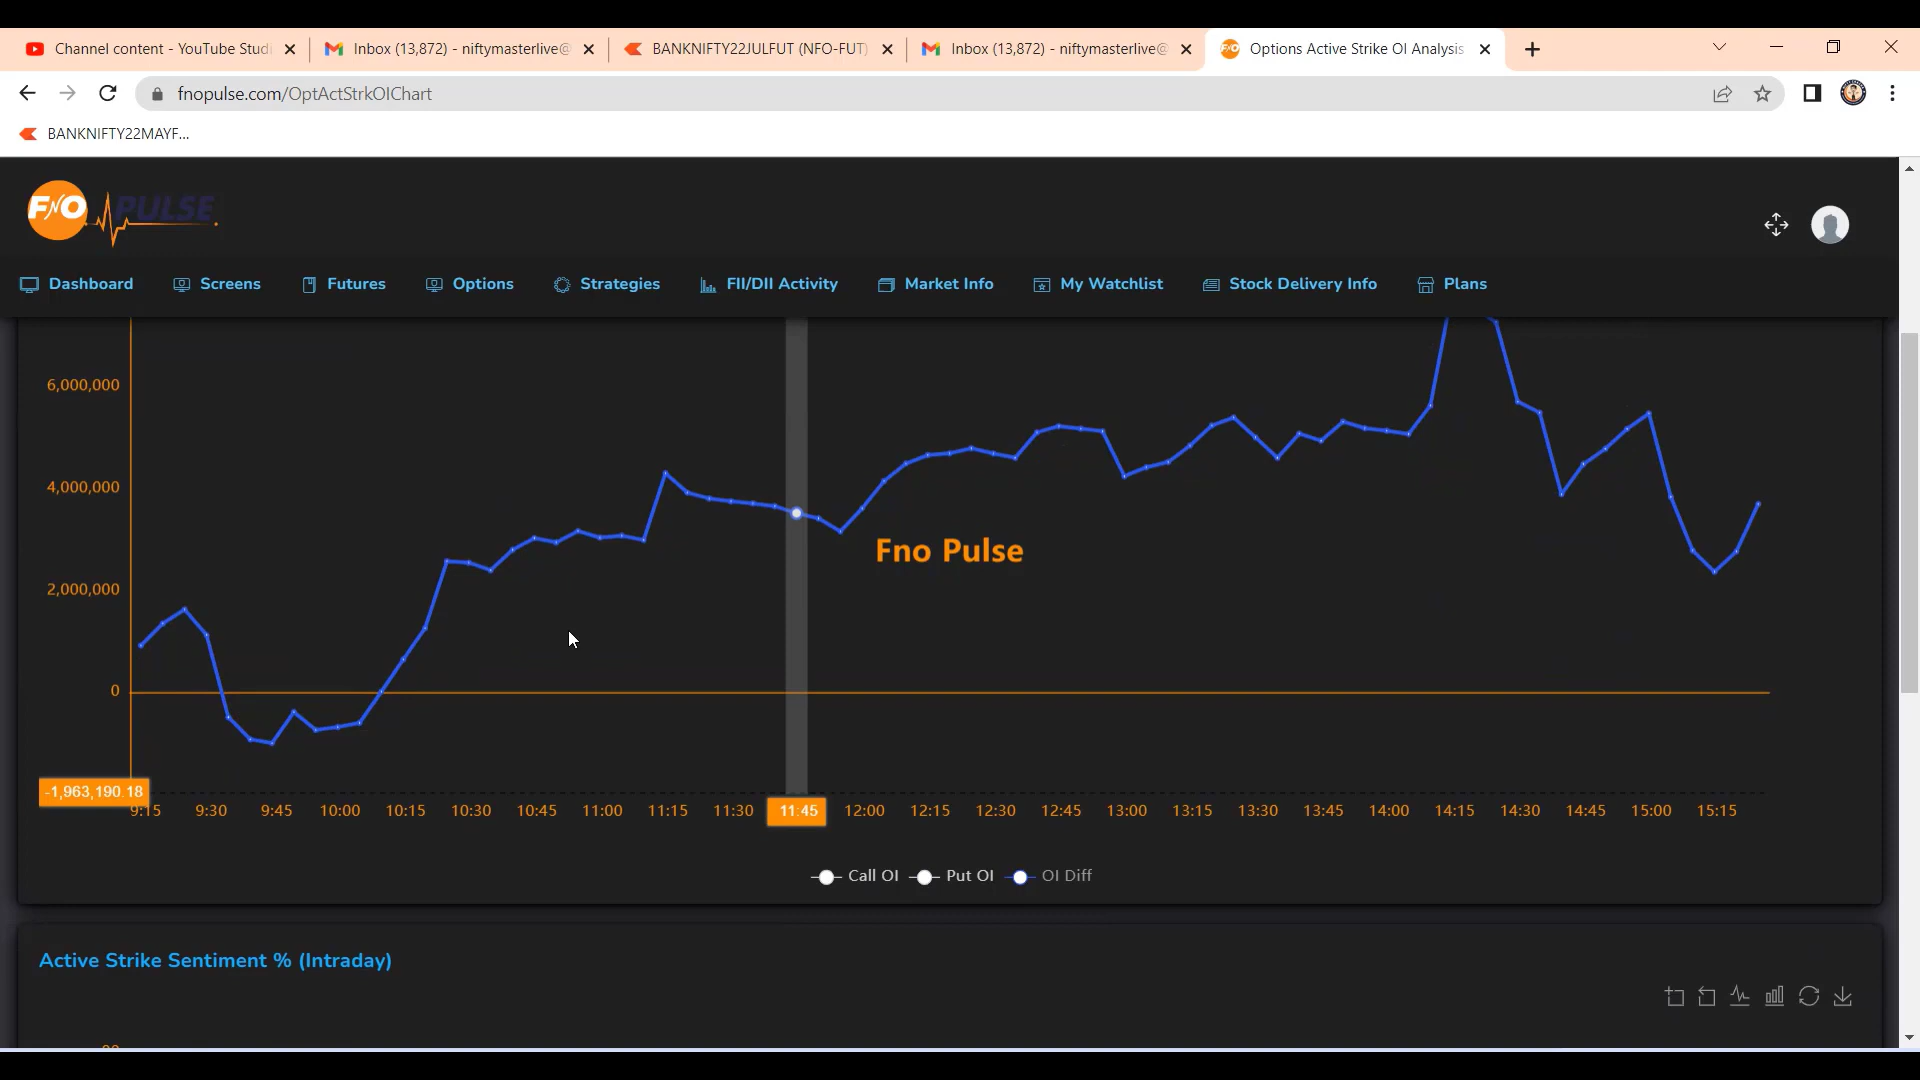 Channel content - YouTube Studi
Inbox (13,872) - niftymasterlive@
BANKNIFTY22JULFUT (NFO-FUT)
Inbox (13,872) - niftymasterlive@
Options Active Strike OI Analysis
fnopulse.com/OptActStrkOIChart
BANKNIFTY22MAYF...
FNO PULSE
Dashboard Screens Futures Options Strategies FII/DII Activity Market Info My Watchlist Stock Delivery Info Plans
6,000,000
4,000,000
Fno Pulse
2,000,000
0
-1,963,190.18
9:15 9:30 9:45 10:00 10:15 10:30 10:45 11:00 11:15 11:30 11:45 12:00 12:15 12:30 12:45 13:00 13:15 13:30 13:45 14:00 14:15 14:30 14:45 15:00 15:15
Call OI Put OI OI Diff
Active Strike Sentiment % (Intraday)